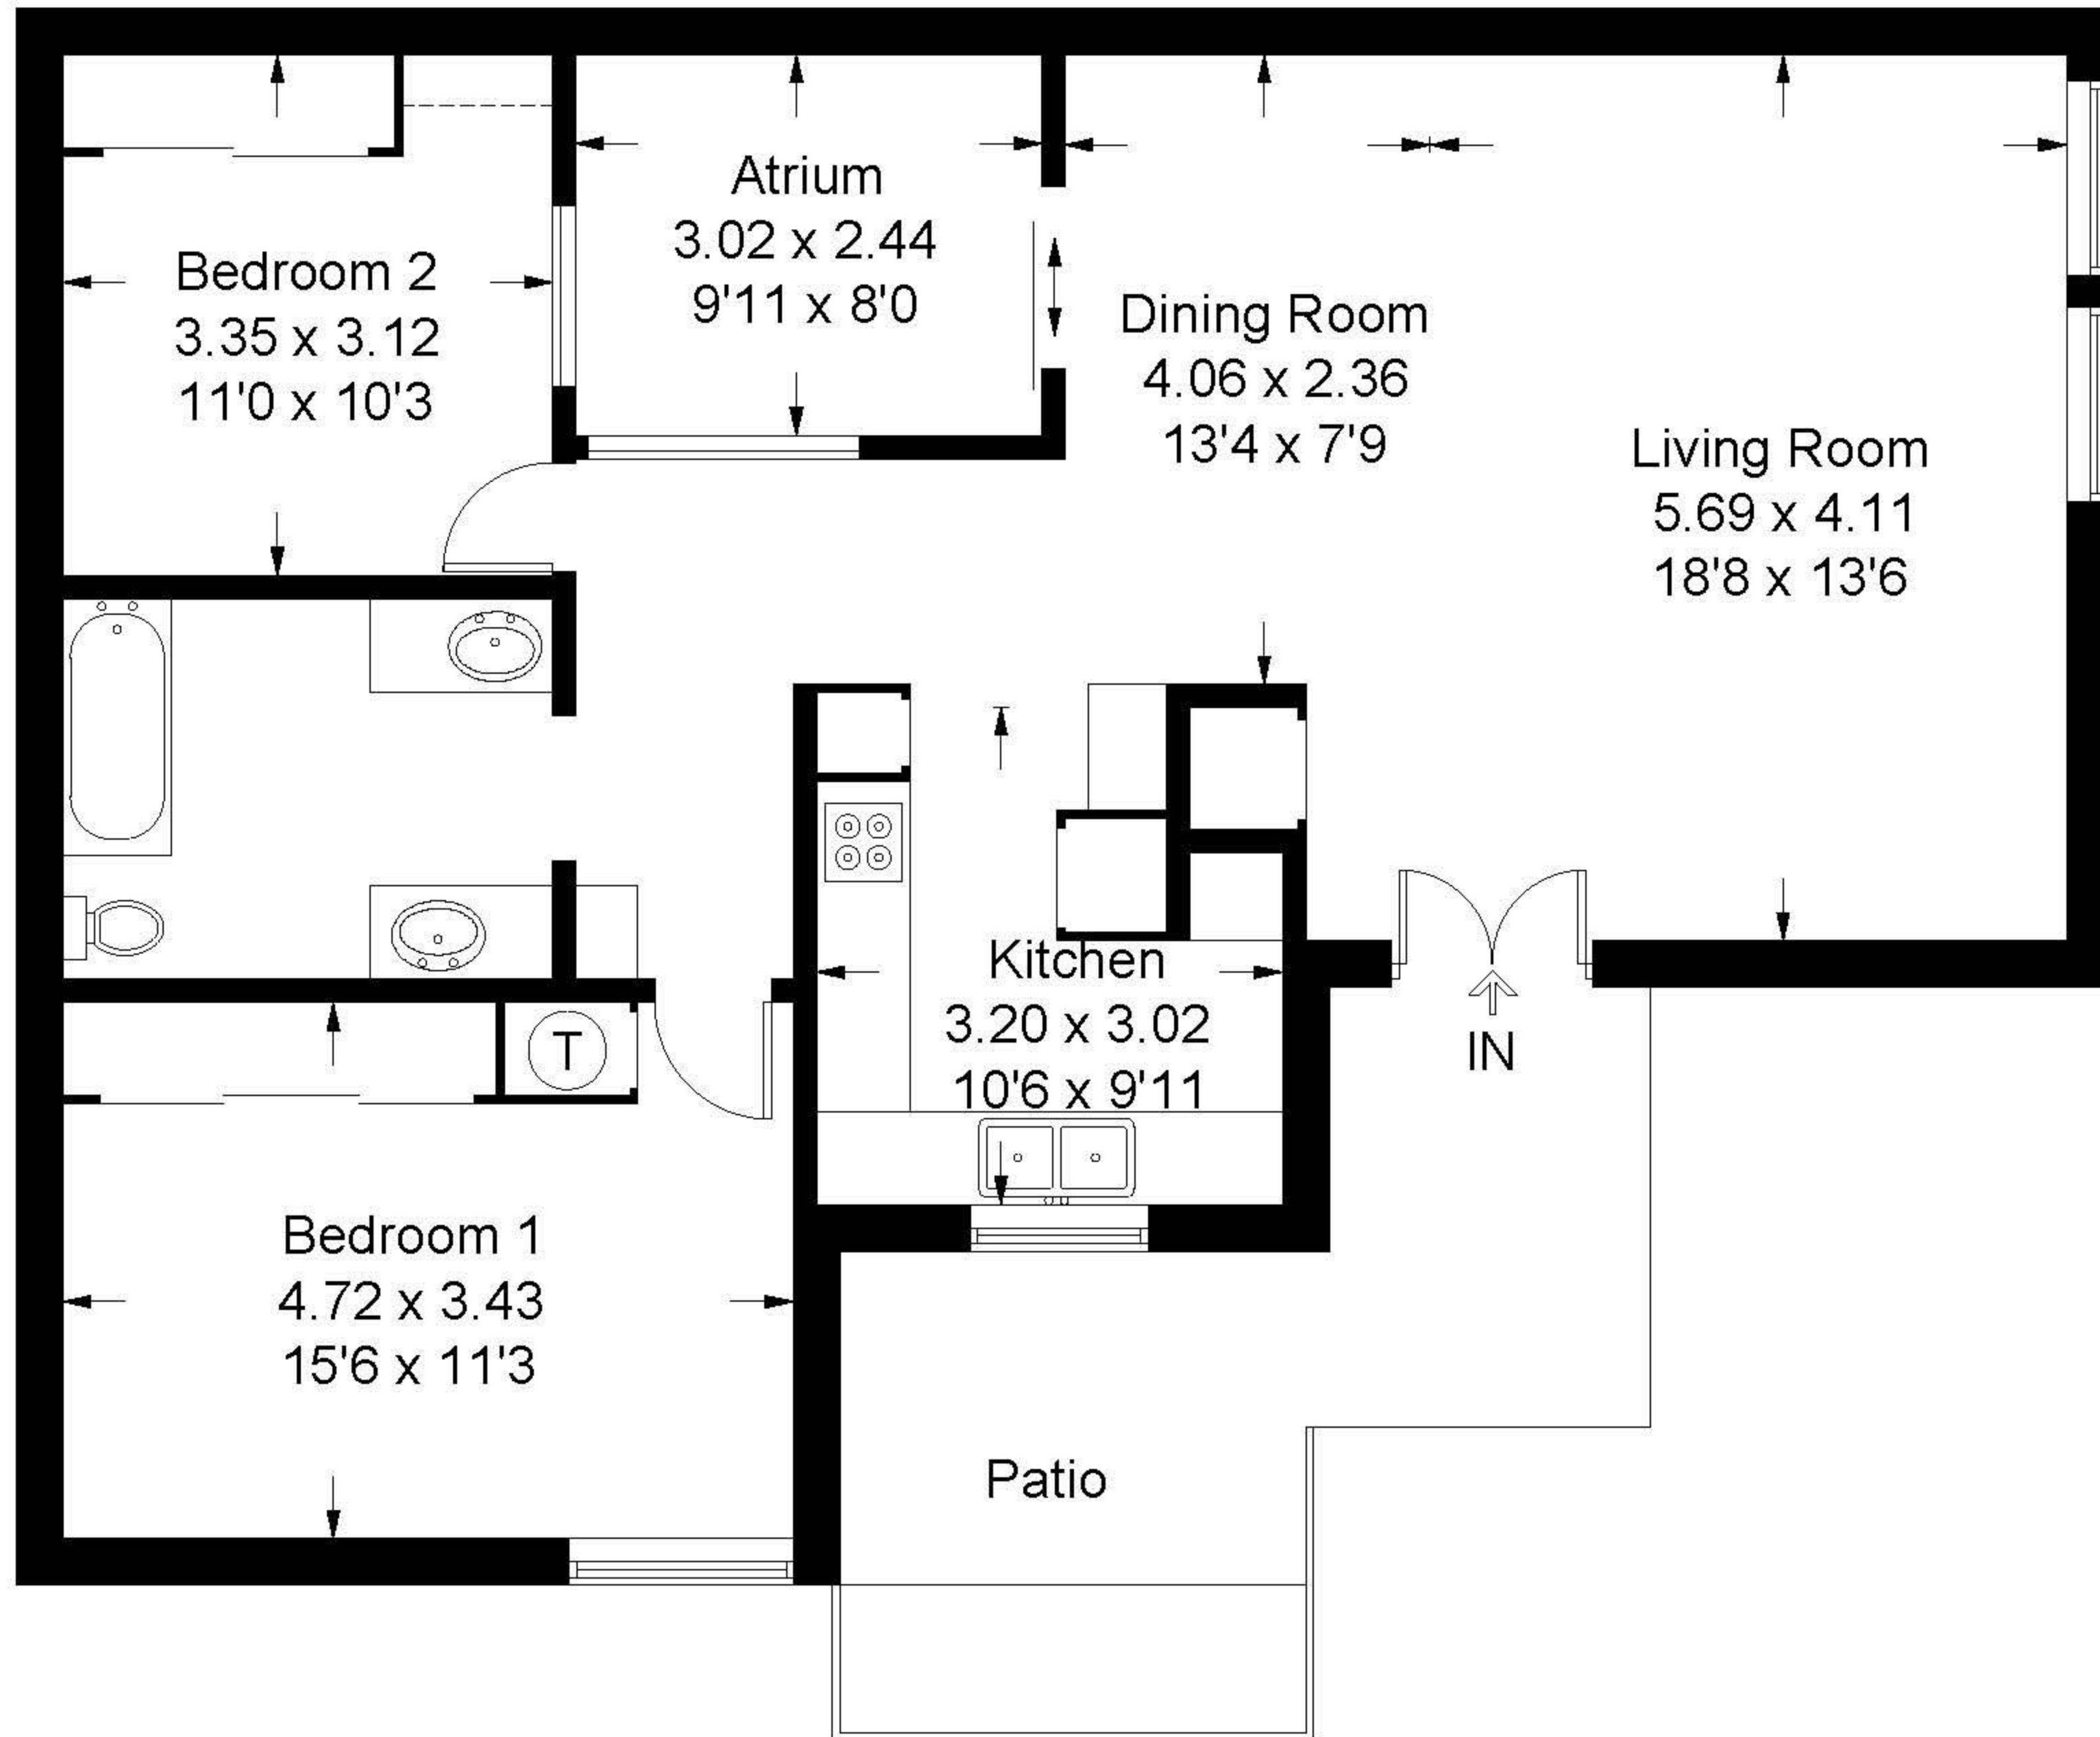 Atrium
3.02 x 2.44
9'11 x 8'0
Bedroom 2
3.35 x 3.12
11'0 x 10'3
Dining Room
4.06 x 2.36
13'4 x 7'9
Living Room
5.69 x 4.11
18'8 x 13'6
Kitchen
3.20 x 3.02
10'6 x 9'11
IN
T
Bedroom 1
4.72 x 3.43
15'6 x 11'3
Patio